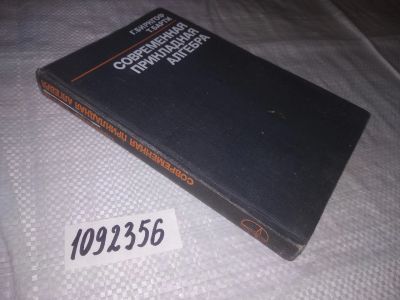 Г. БИРКГОФ
Т. БАРТИ
СОВРЕМЕННАЯ
ПРИКЛАДНАЯ
АЛГЕБРА
СОВРЕМЕННАЯ ПРИКЛАДНАЯ АЛГЕБРА
1092356